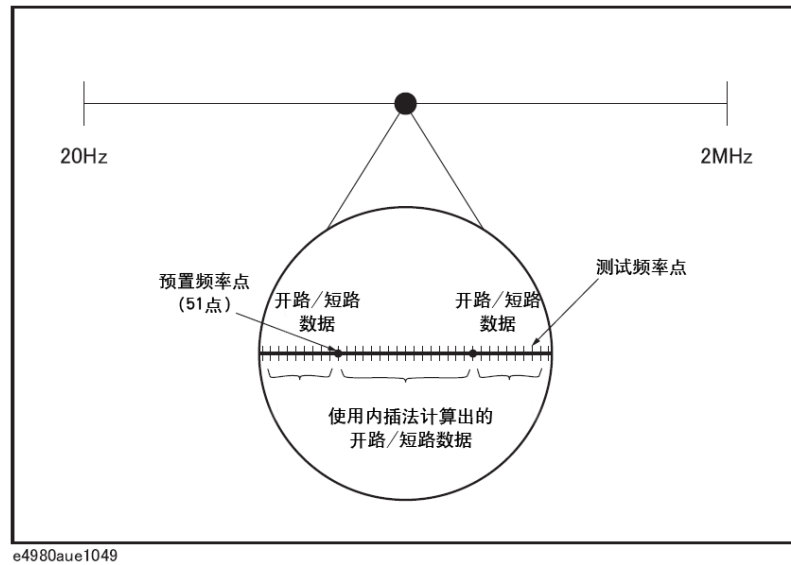 20Hz
2MHz
预置频率点
(51点)
开路/短路
数据
开路/短路
数据
测试频率点
使用内插法计算出的
开路/短路数据
e4980aue1049